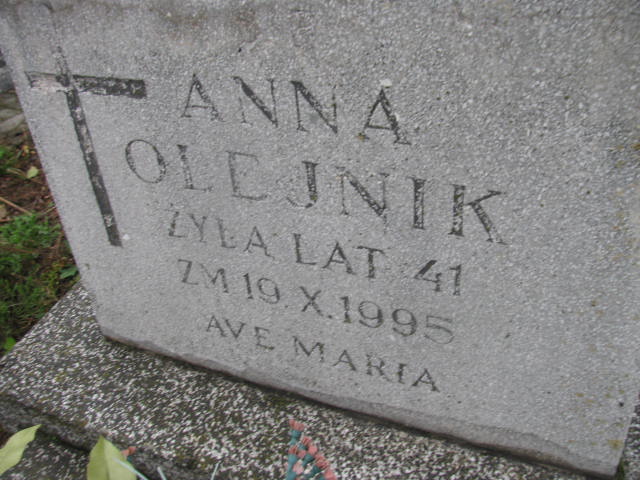 ANNA
OLEJNIK
ŻYŁA LAT 41
ZM 19.X.1995
AVE MARIA